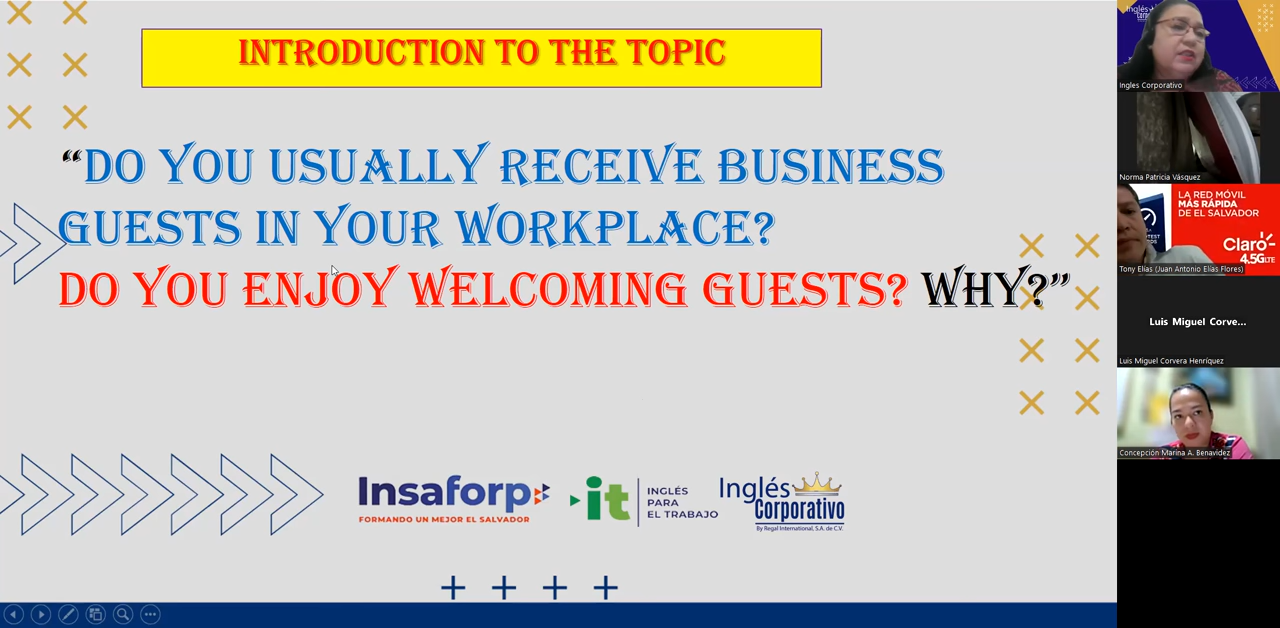 INTRODUCTION TO THE TOPIC
“DO YOU USUALLY RECEIVE BUSINESS
GUESTS IN YOUR WORKPLACE?
DO YOU ENJOY WELCOMING GUESTS? WHY?”
Insaforp
FORMANDO UN MEJOR EL SALVADOR
it
INGLÉS
PARA
EL TRABAJO
Inglés
Corporativo
By Regal International, S.A. de C.V.
Inglés
Ingles Corporativo
Norma Patricia Vásquez
LA RED MÓVIL
MÁS RÁPIDA
DE EL SALVADOR
Claro
4.5G LTE
Tony Elías (Juan Antonio Elías Flores)
Luis Miguel Corve...
Luis Miguel Corvera Henríquez
Concepción Marina A. Benavidez